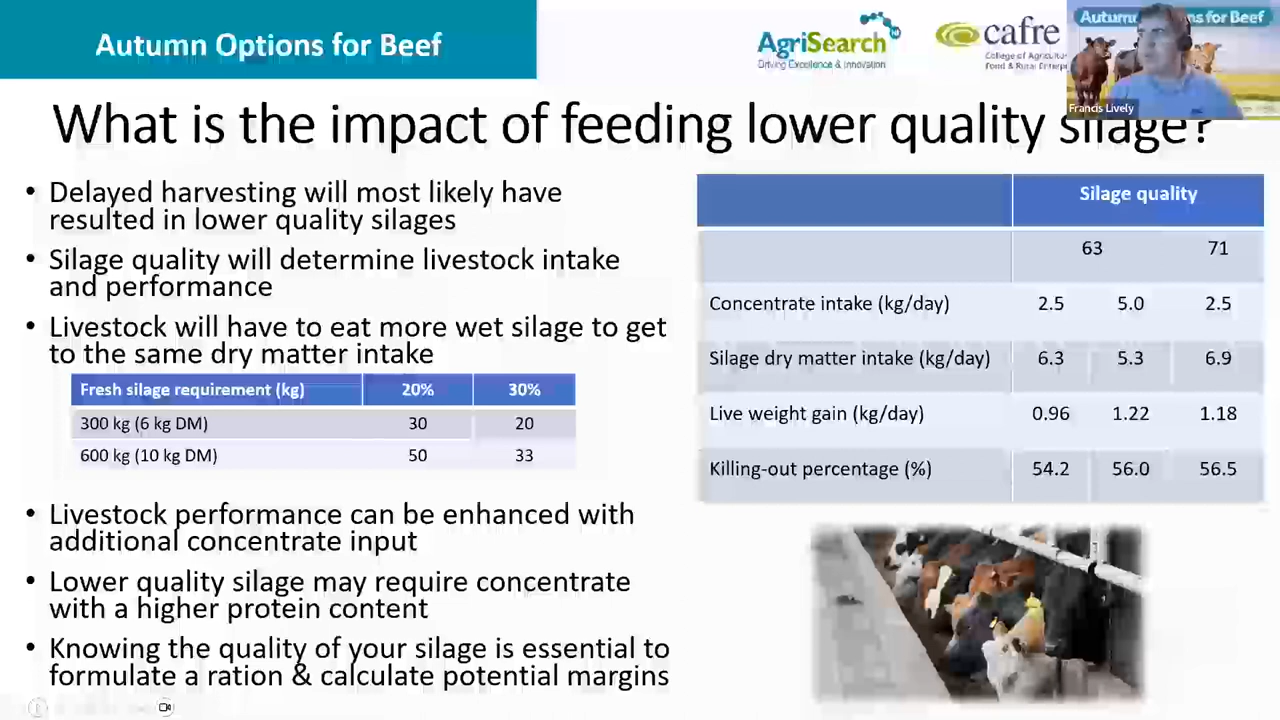 Autumn Options for Beef
AgriSearch
Driving Excellence & Innovation
cafre
Francis Lively
What is the impact of feeding lower quality silage?
• Delayed harvesting will most likely have
resulted in lower quality silages
• Silage quality will determine livestock intake
and performance
• Livestock will have to eat more wet silage to get
to the same dry matter intake
Fresh silage requirement (kg) 20% 30%
300 kg (6 kg DM) 30 20
600 kg (10 kg DM) 50 33
• Livestock performance can be enhanced with
additional concentrate input
• Lower quality silage may require concentrate
with a higher protein content
• Knowing the quality of your silage is essential to
formulate a ration & calculate potential margins
Silage quality
63 71
Concentrate intake (kg/day) 2.5 5.0 2.5
Silage dry matter intake (kg/day) 6.3 5.3 6.9
Live weight gain (kg/day) 0.96 1.22 1.18
Killing-out percentage (%) 54.2 56.0 56.5